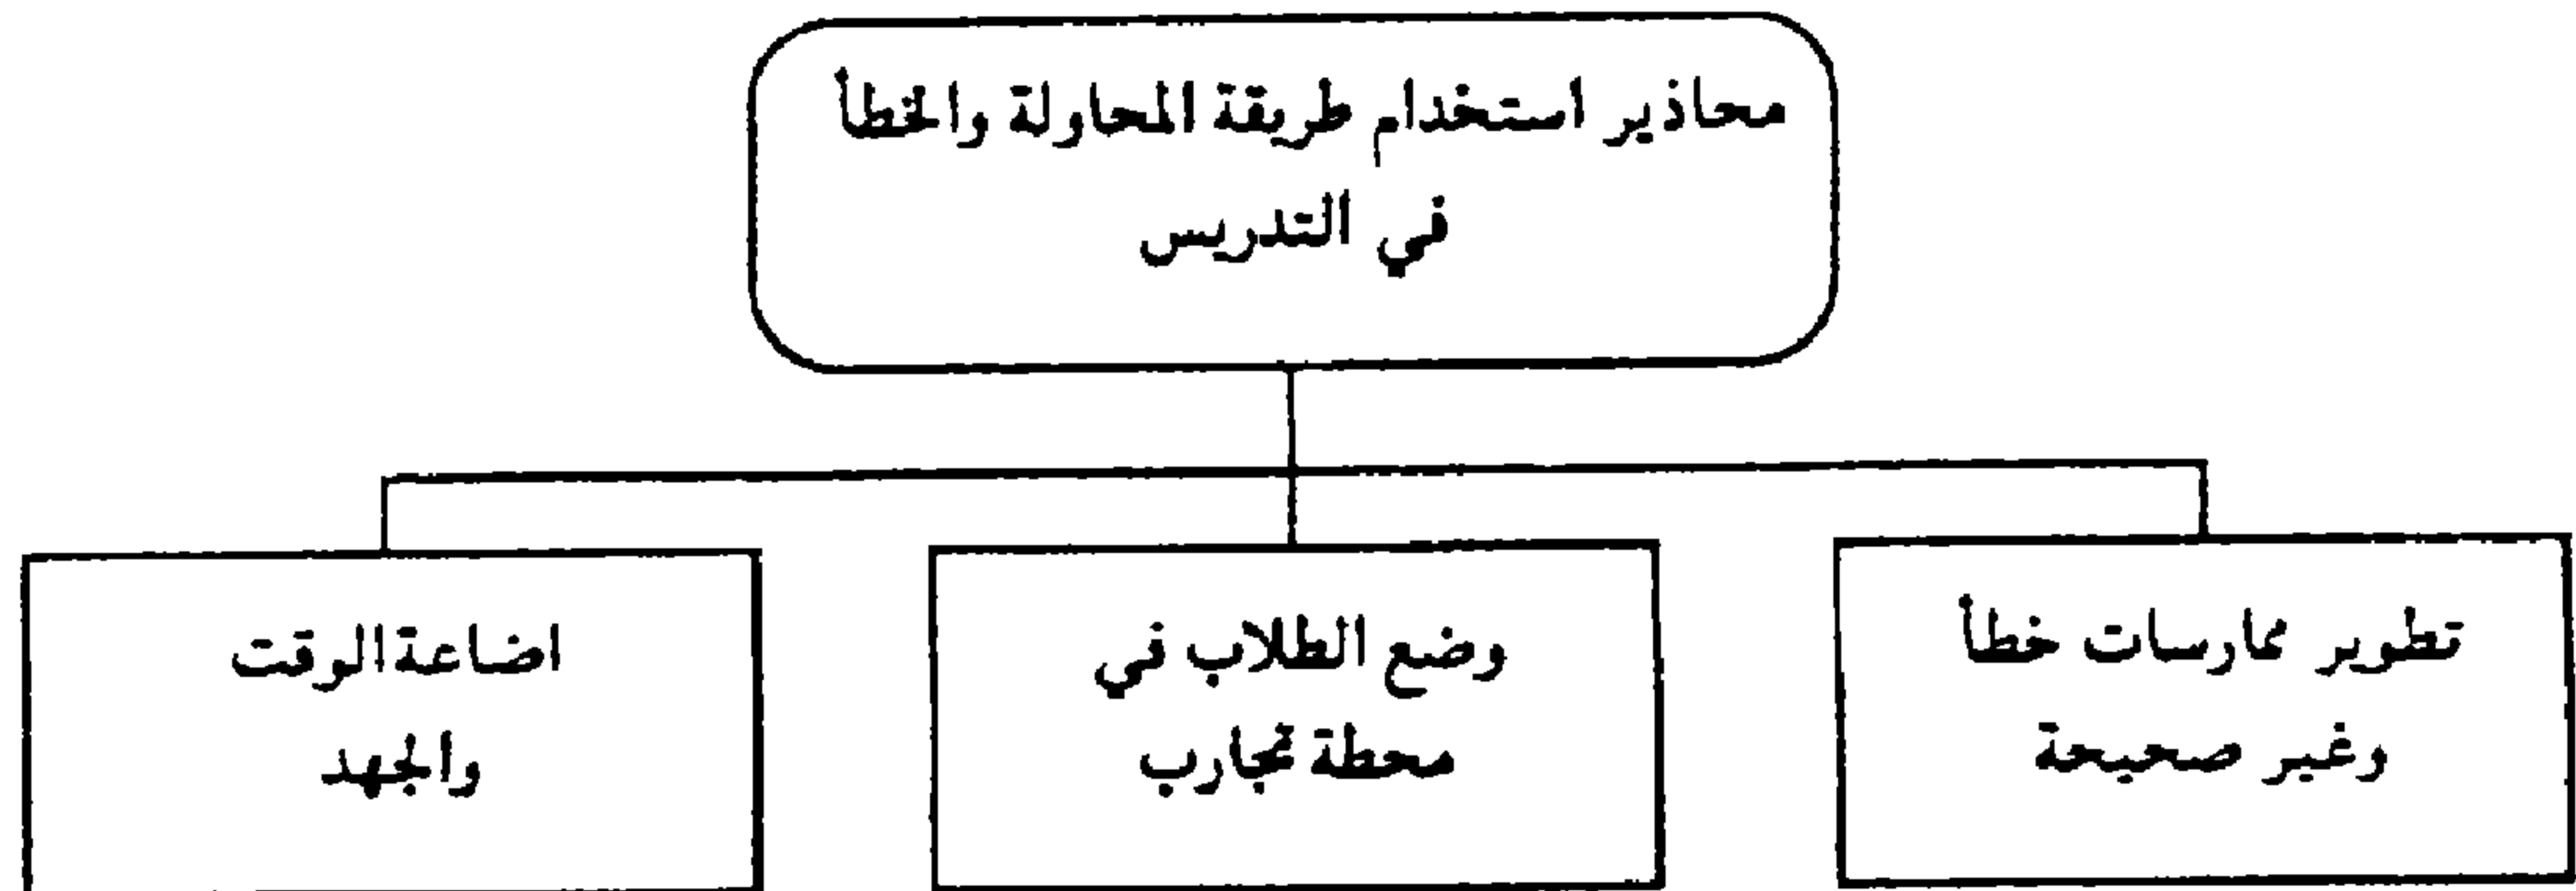 محاذير استخدام طريقة المحاولة والخطأ
في التدريس
تطوير ممارسات خطأ
وغير صحيحة
وضع الطلاب في
محطة تجارب
اضاعة الوقت
والجهد